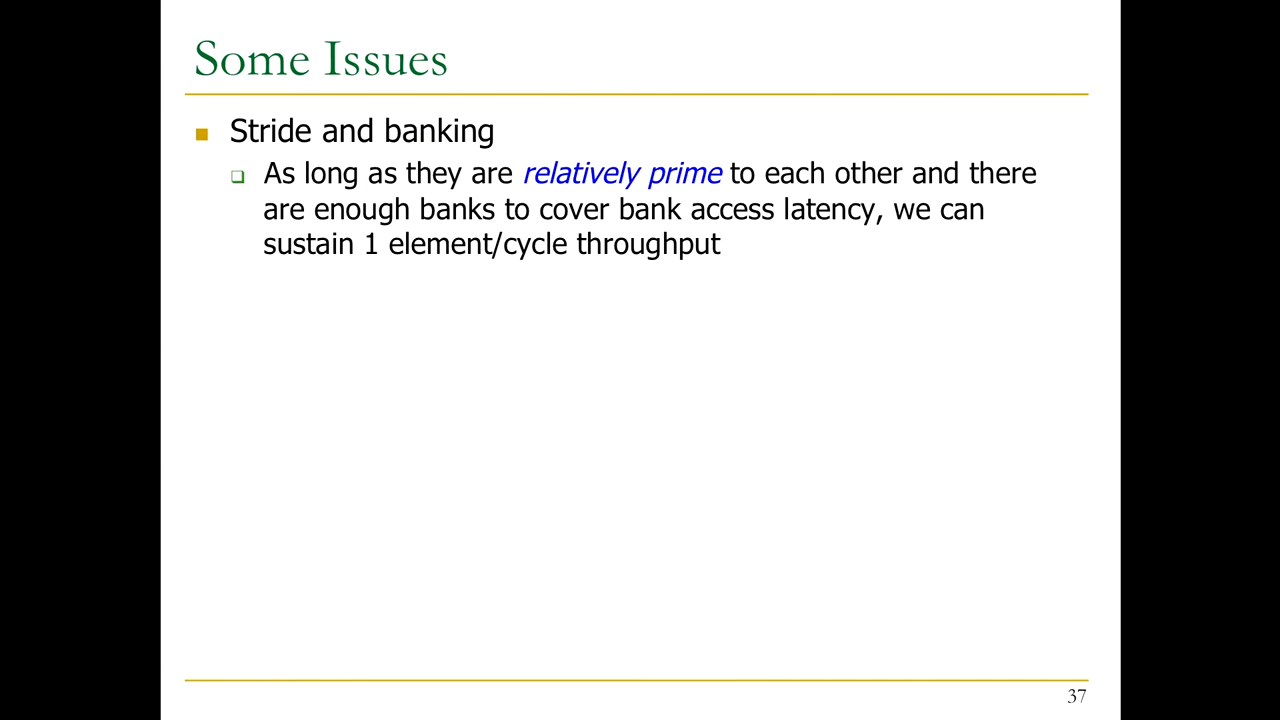 Some Issues
Stride and banking
As long as they are relatively prime to each other and there
are enough banks to cover bank access latency, we can
sustain 1 element/cycle throughput
37